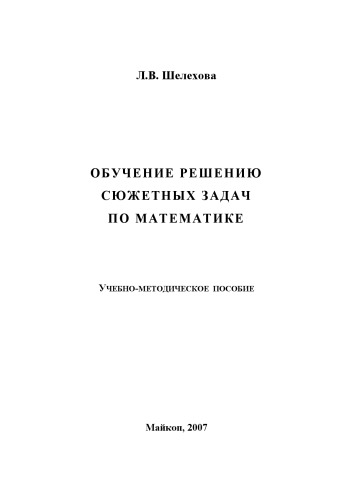 Л.В. Шелехова
ОБУЧЕНИЕ РЕШЕНИЮ
СЮЖЕТНЫХ ЗАДАЧ
ПО МАТЕМАТИКЕ
УЧЕБНО-МЕТОДИЧЕСКОЕ ПОСОБИЕ
Майкоп, 2007